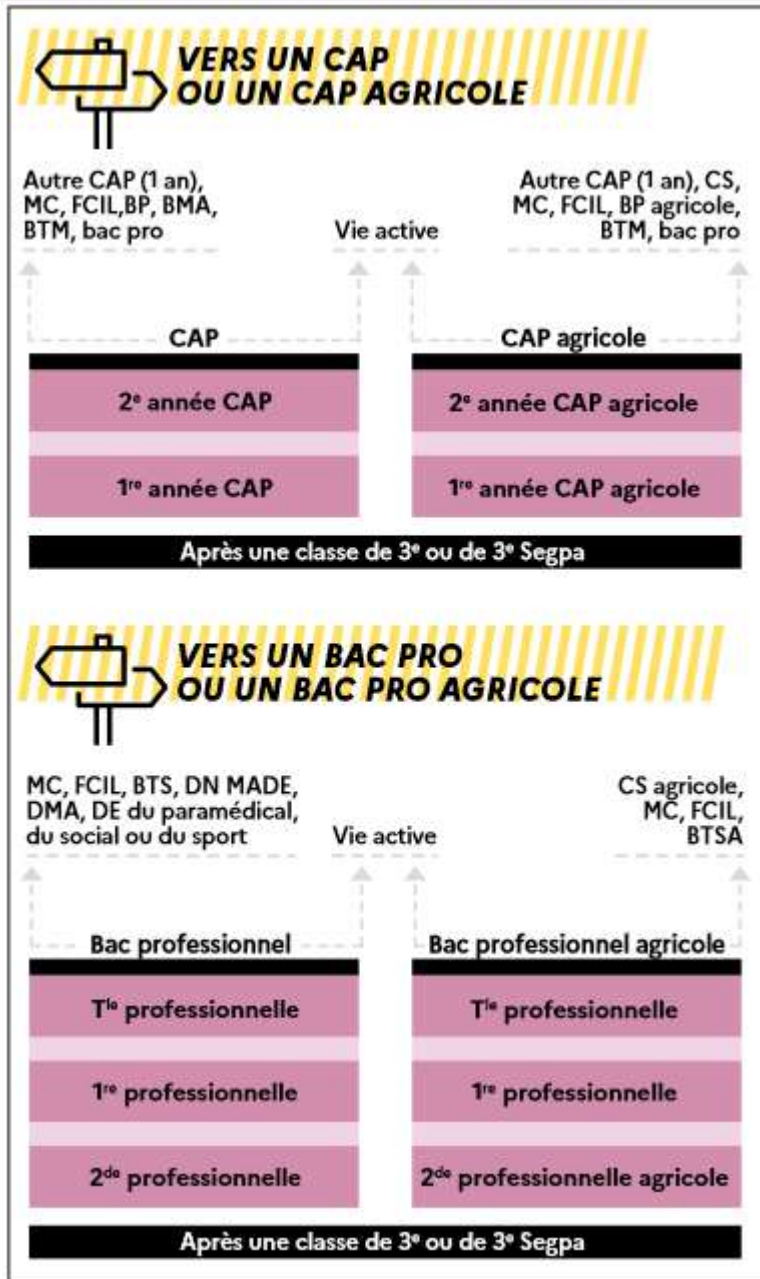 VERS UN CAP
OU UN CAP AGRICOLE
Autre CAP (1 an),
MC, FCIL,BP, BMA,
BTM, bac pro
Vie active
Autre CAP (1 an), CS,
MC, FCIL, BP agricole,
BTM, bac pro
CAP
CAP agricole
2e année CAP
2e année CAP agricole
1re année CAP
1re année CAP agricole
Après une classe de 3e ou de 3e Segpa
VERS UN BAC PRO
OU UN BAC PRO AGRICOLE
MC, FCIL, BTS, DN MADE,
DMA, DE du paramédical,
du social ou du sport
Vie active
CS agricole,
MC, FCIL,
BTSA
Bac professionnel
Bac professionnel agricole
Tle professionnelle
Tle professionnelle
1re professionnelle
1re professionnelle
2de professionnelle
2de professionnelle agricole
Après une classe de 3e ou de 3e Segpa